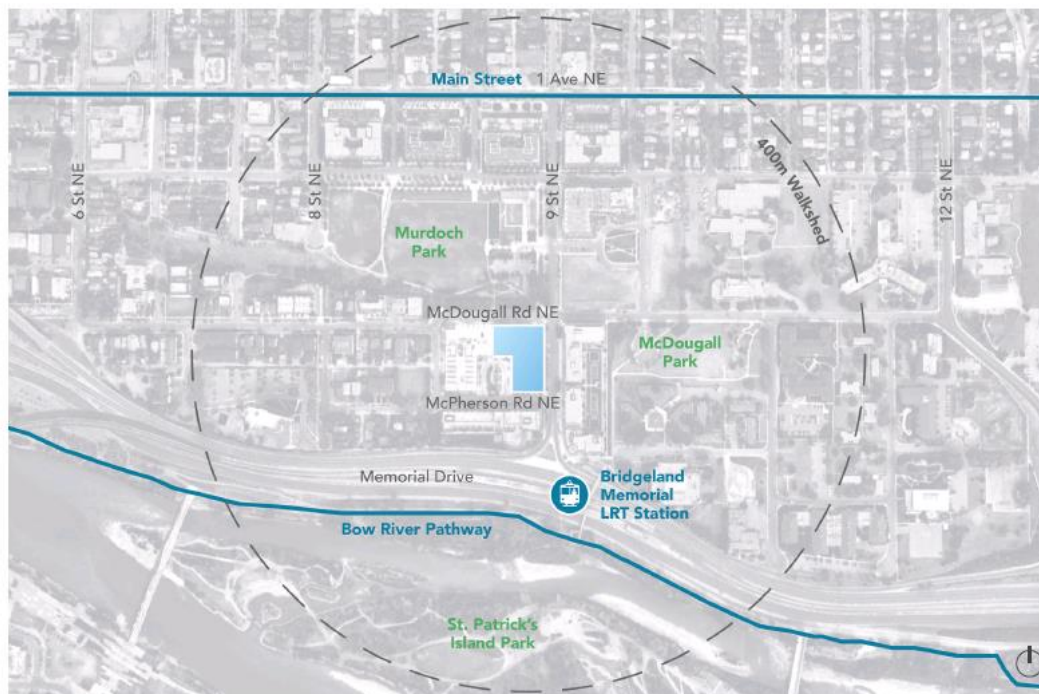 Main Street 1 Ave NE
6 St NE
8 St NE
9 St NE
400m Walkshed
12 St NE
Murdoch
Park
McDougall Rd NE
McDougall
Park
McPherson Rd NE
Memorial Drive
Bridgeland
Memorial
LRT Station
Bow River Pathway
St. Patrick's
Island Park